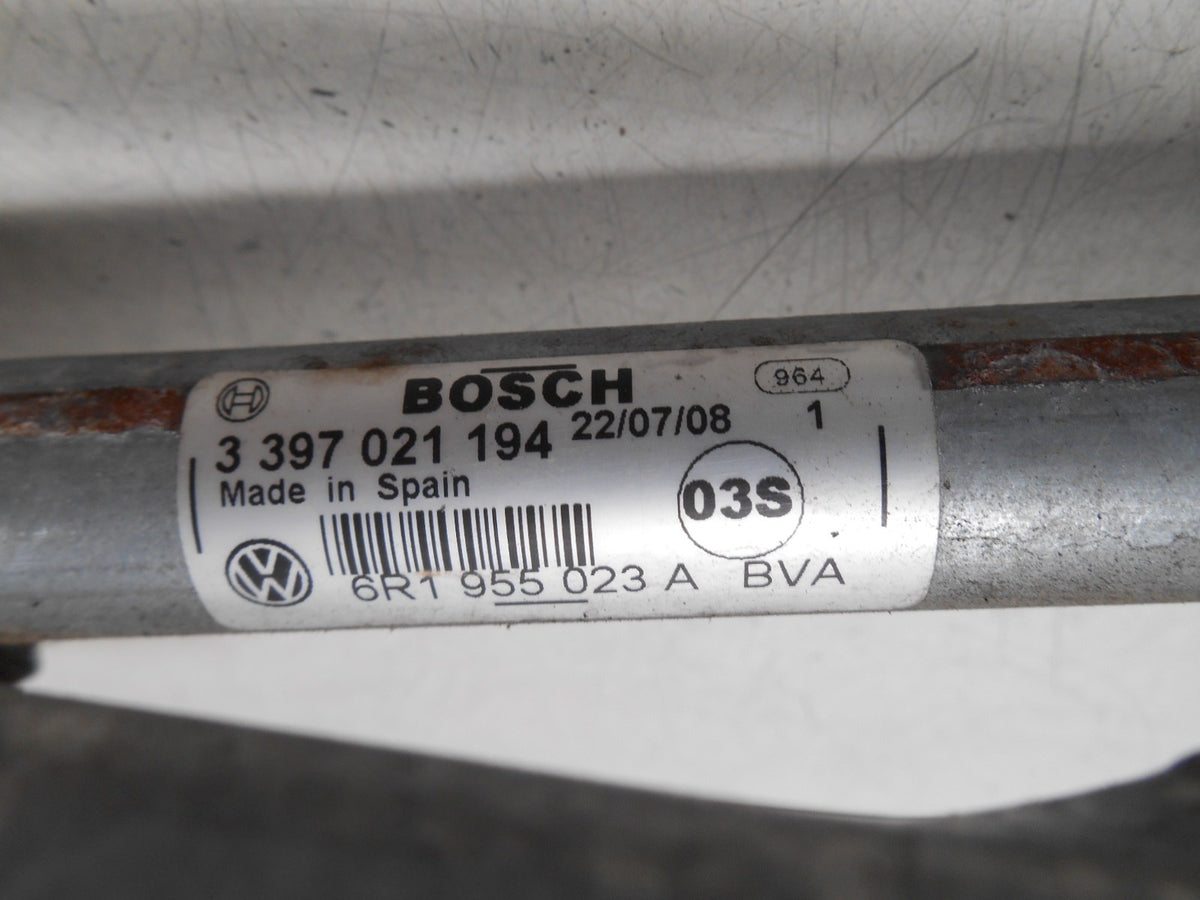 BOSCH
964
3 397 021 194 22/07/08 1
Made in Spain
03S
6R1 955 023 A BVA